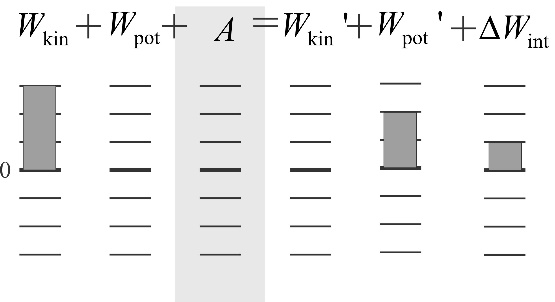 W_kin + W_pot + A = W_kin' + W_pot' + ΔW_int
0